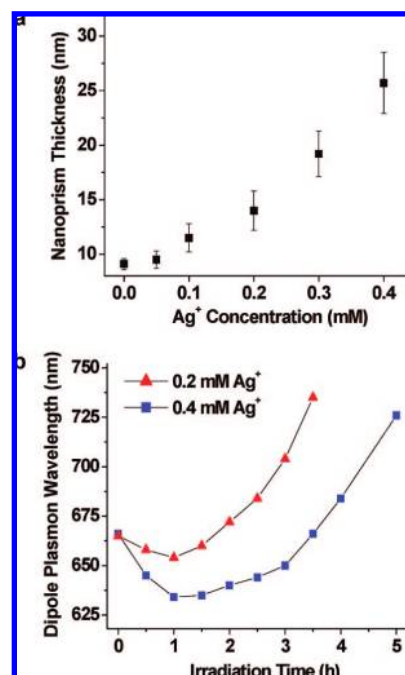 a
Nanoprism Thickness (nm)
30
25
20
15
10
0.0 0.1 0.2 0.3 0.4
Ag⁺ Concentration (mM)
b
Dipole Plasmon Wavelength (nm)
750
725
700
675
650
625
0.2 mM Ag⁺
0.4 mM Ag⁺
0 1 2 3 4 5
Irradiation Time (h)